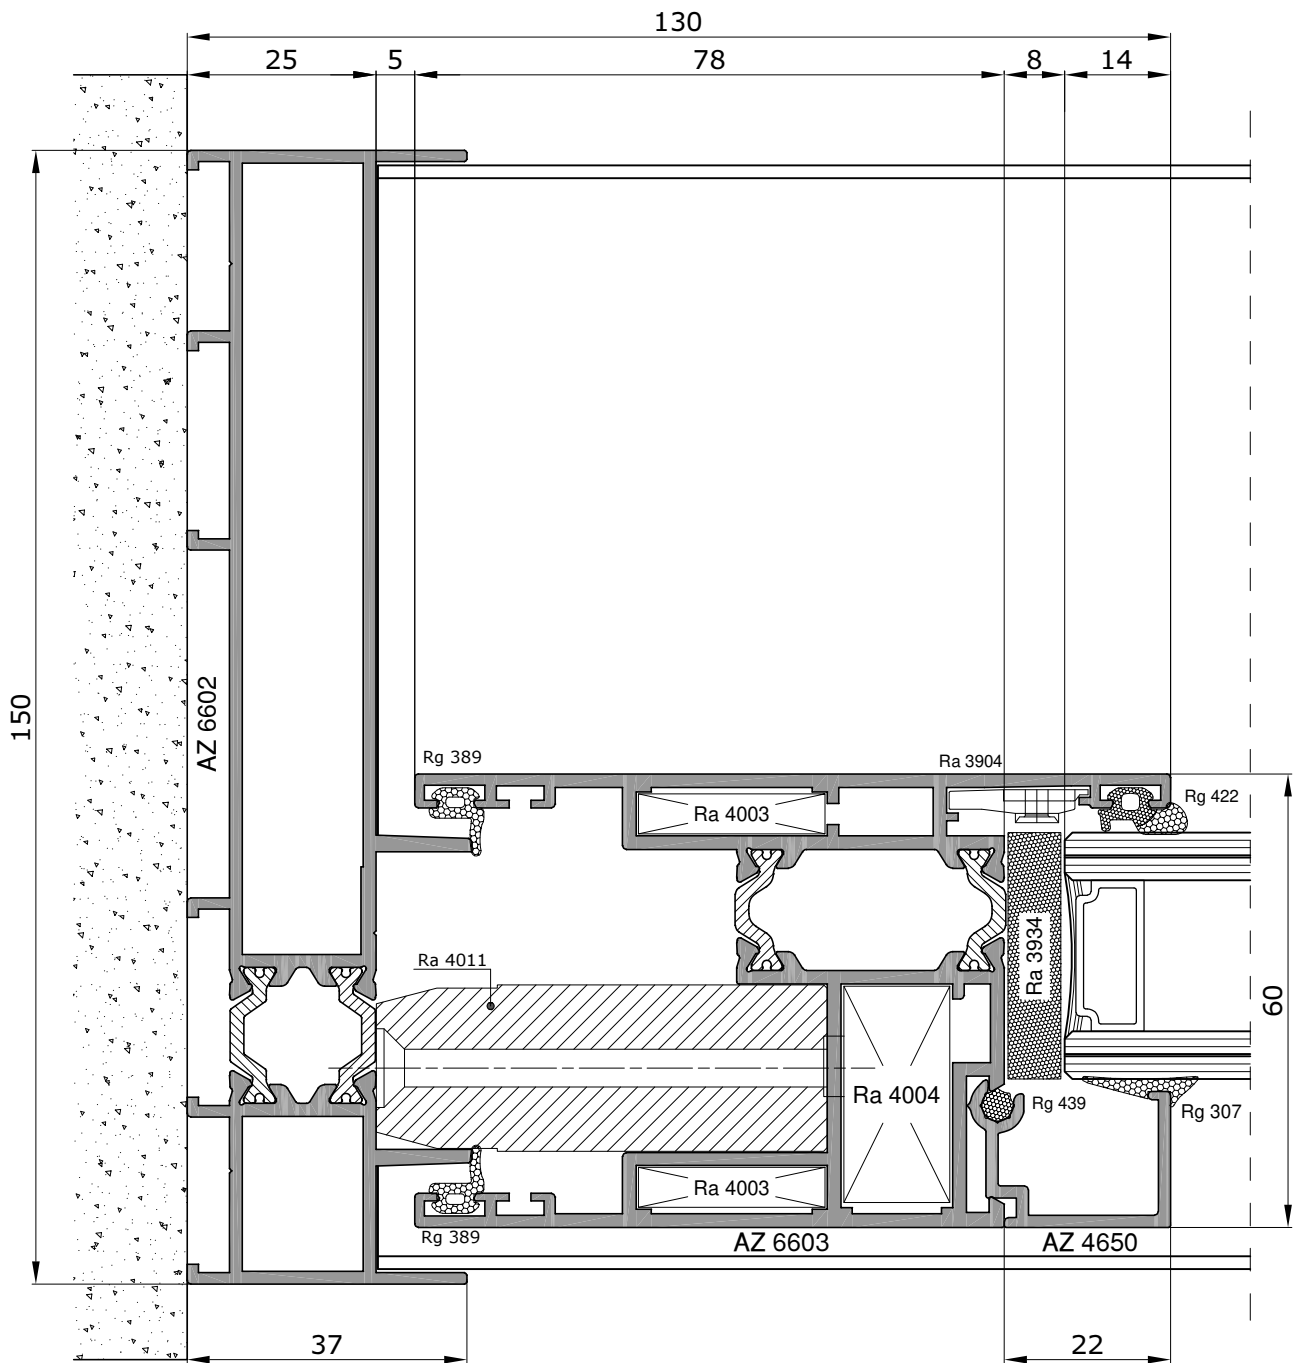 130
25 5 78 8 14
150
AZ 6602
Rg 389
Ra 3904
Rg 422
Ra 4003
Ra 3934
Ra 4011
60
Ra 4004
Rg 439
Rg 307
Ra 4003
Rg 389
AZ 6603
AZ 4650
37
22